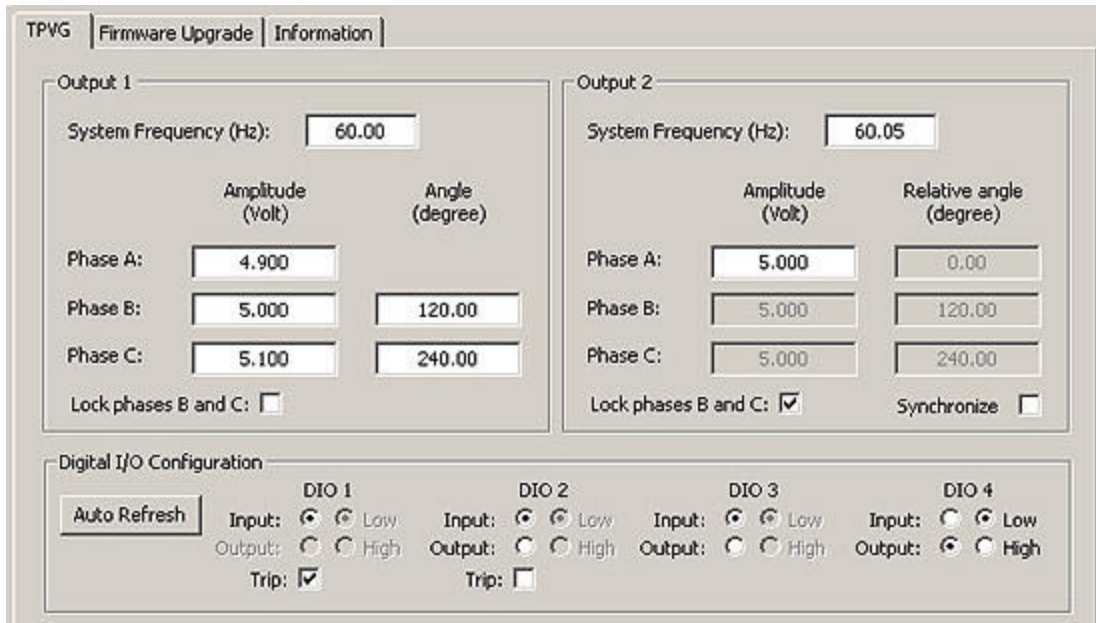 TPVG Firmware Upgrade Information
Output 1
System Frequency (Hz): 60.00
Amplitude (Volt) Angle (degree)
Phase A: 4.900
Phase B: 5.000 120.00
Phase C: 5.100 240.00
Lock phases B and C:
Output 2
System Frequency (Hz): 60.05
Amplitude (Volt) Relative angle (degree)
Phase A: 5.000 0.00
Phase B: 5.000 120.00
Phase C: 5.000 240.00
Lock phases B and C: Synchronize
Digital I/O Configuration
DIO 1 DIO 2 DIO 3 DIO 4
Auto Refresh Input: Low Input: Low Input: Low Input: Low
Output: High Output: High Output: High Output: High
Trip: Trip: